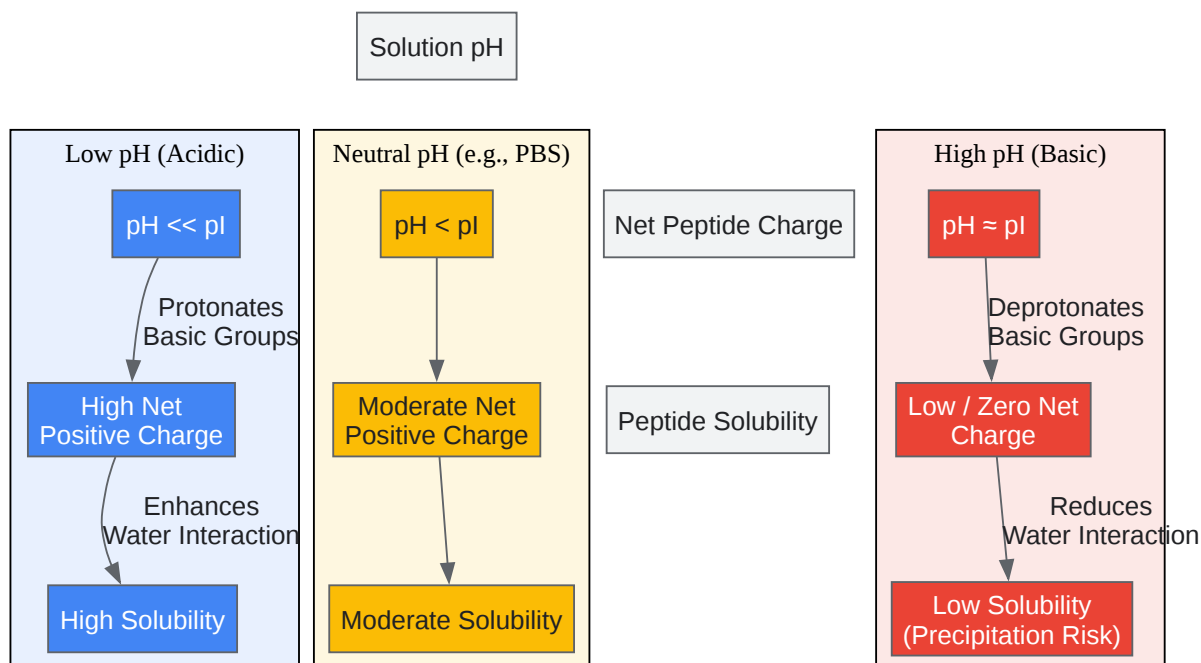 Solution pH
Low pH (Acidic)
pH << pI
Protonates
Basic Groups
High Net
Positive Charge
Enhances
Water Interaction
High Solubility
Neutral pH (e.g., PBS)
pH < pI
Moderate Net
Positive Charge
Moderate Solubility
Net Peptide Charge
Peptide Solubility
High pH (Basic)
pH ≈ pI
Deprotonates
Basic Groups
Low / Zero Net
Charge
Reduces
Water Interaction
Low Solubility
(Precipitation Risk)